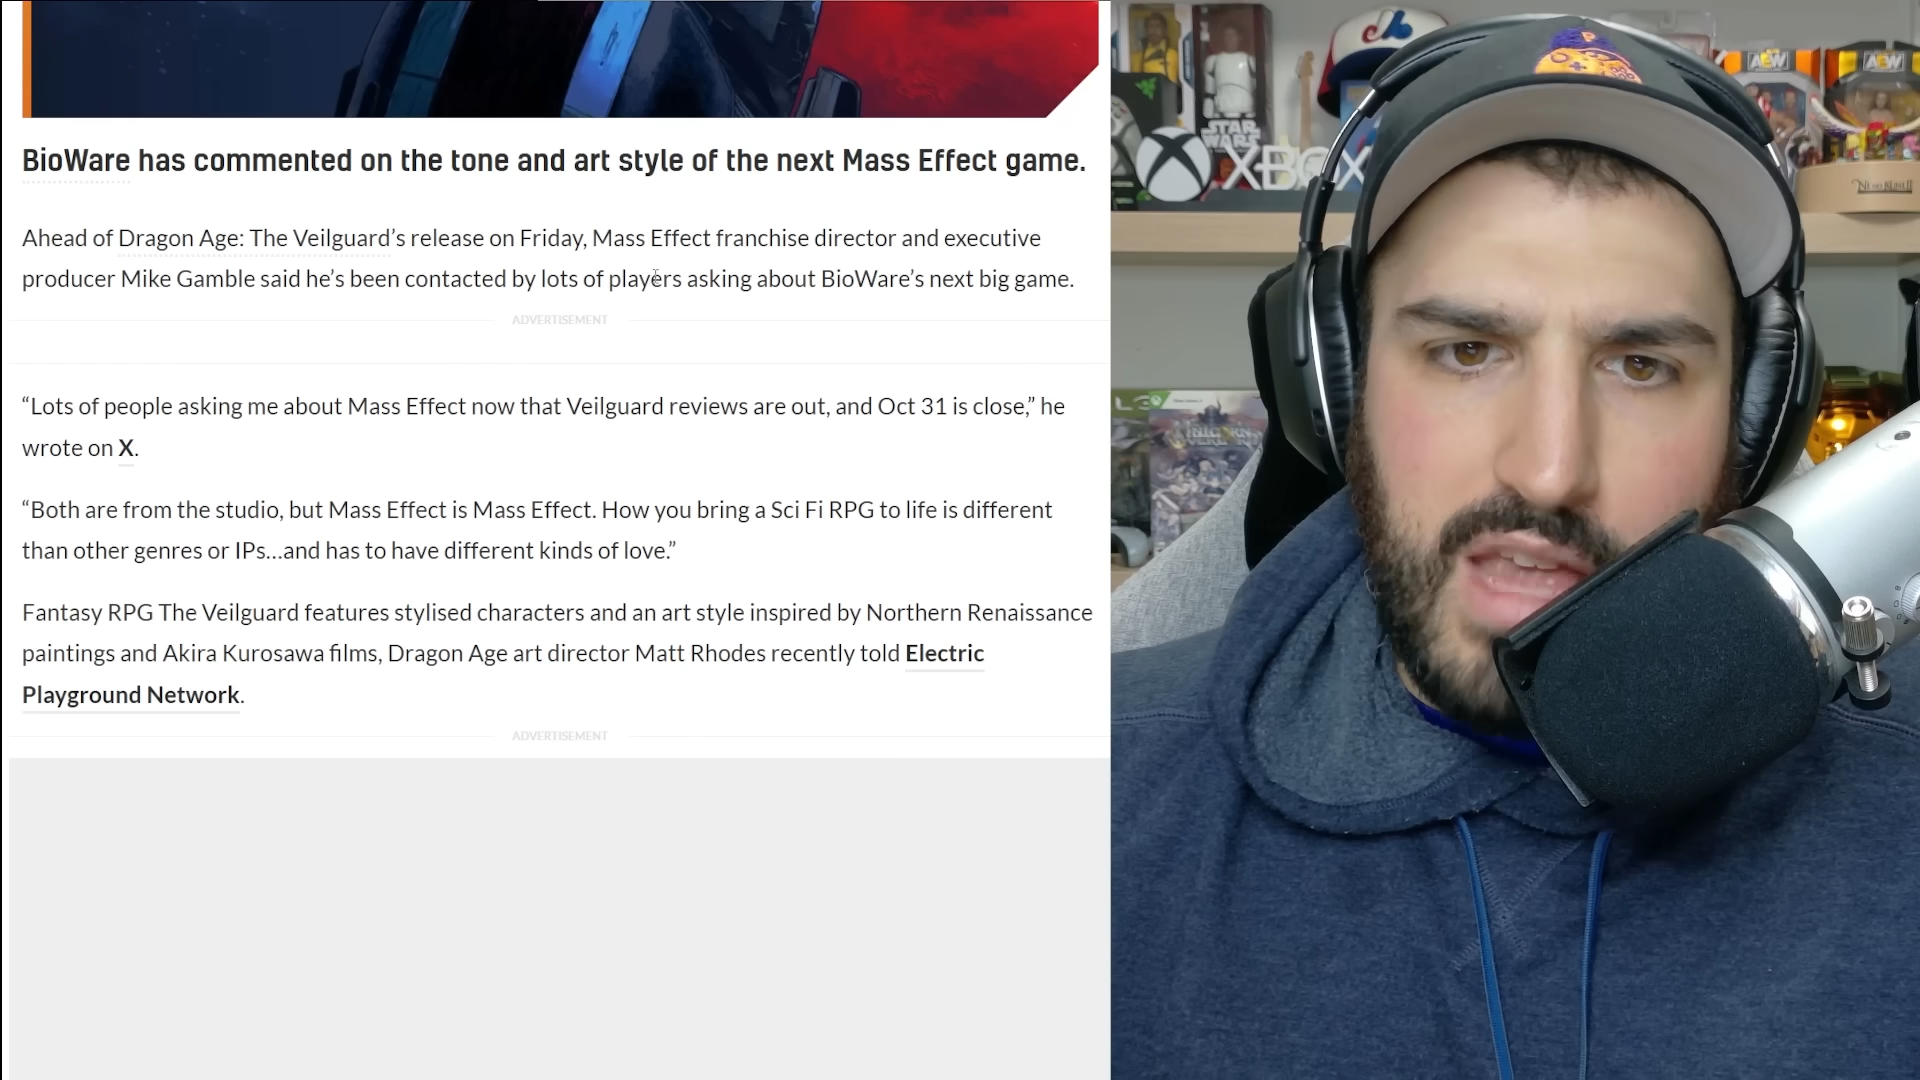 BioWare has commented on the tone and art style of the next Mass Effect game.
Ahead of Dragon Age: The Veilguard’s release on Friday, Mass Effect franchise director and executive
producer Mike Gamble said he’s been contacted by lots of players asking about BioWare’s next big game.
ADVERTISEMENT
“Lots of people asking me about Mass Effect now that Veilguard reviews are out, and Oct 31 is close,” he
wrote on X.
“Both are from the studio, but Mass Effect is Mass Effect. How you bring a Sci Fi RPG to life is different
than other genres or IPs…and has to have different kinds of love.”
Fantasy RPG The Veilguard features stylised characters and an art style inspired by Northern Renaissance
paintings and Akira Kurosawa films, Dragon Age art director Matt Rhodes recently told Electric
Playground Network.
ADVERTISEMENT
STAR
WARS
XBOX
AEW
AEW
NI NO KUNI II